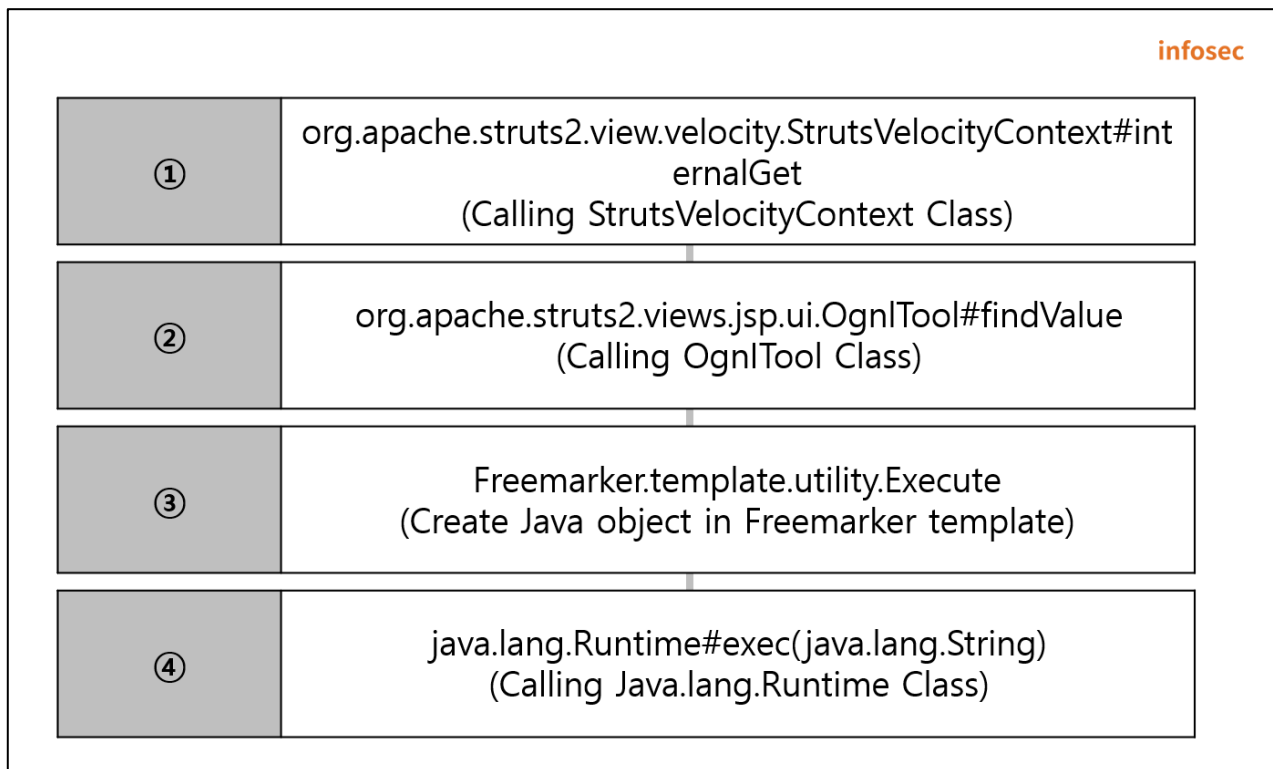 infosec
①
org.apache.struts2.view.velocity.StrutsVelocityContext#int
ernalGet
(Calling StrutsVelocityContext Class)
②
org.apache.struts2.views.jsp.ui.OgnlTool#findValue
(Calling OgnlTool Class)
③
Freemarker.template.utility.Execute
(Create Java object in Freemarker template)
④
java.lang.Runtime#exec(java.lang.String)
(Calling Java.lang.Runtime Class)